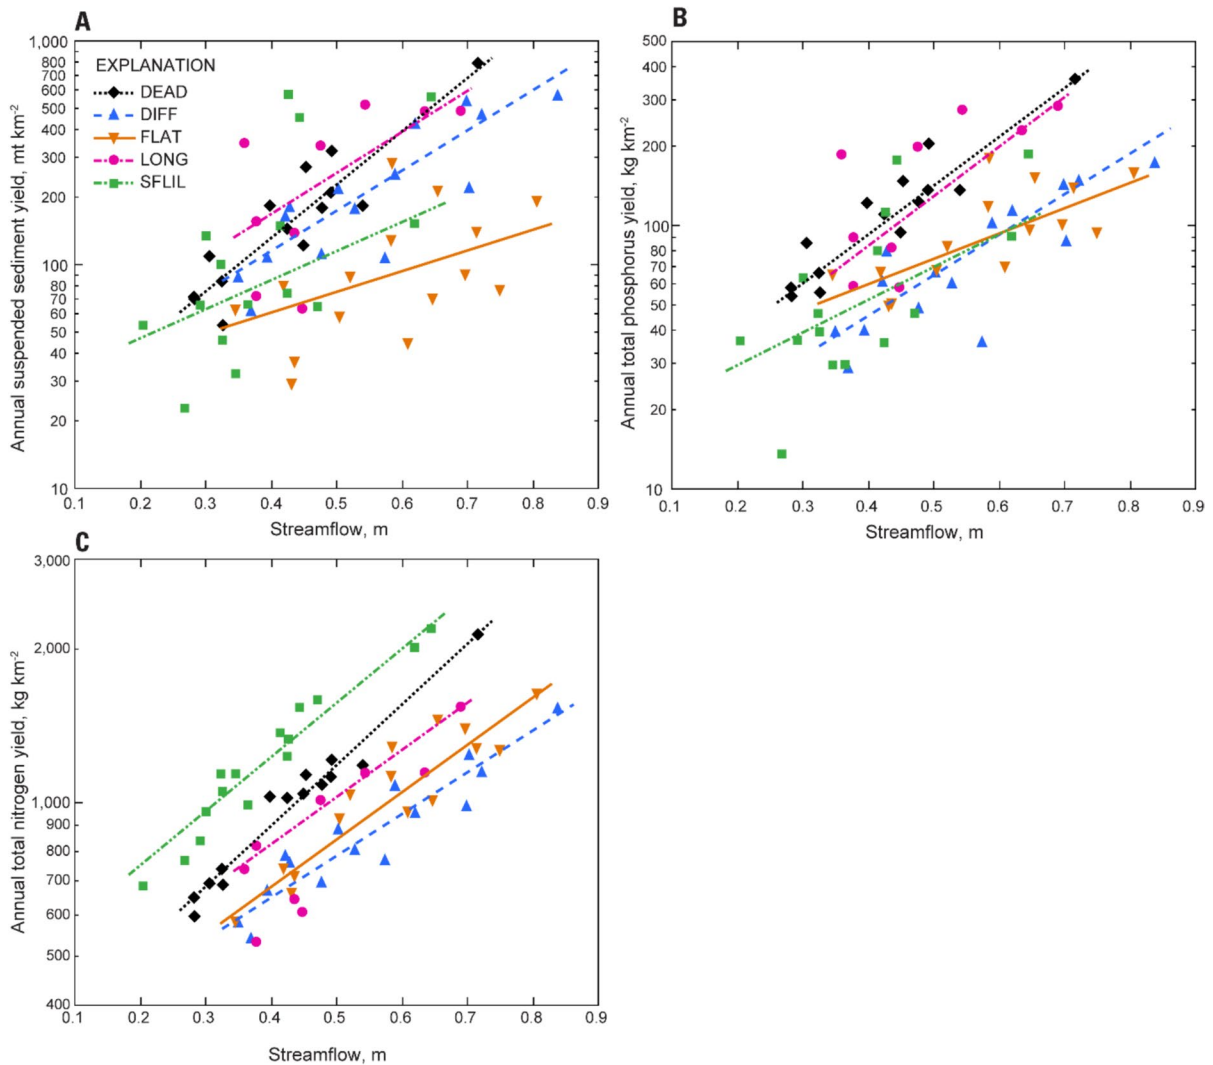 A
Annual suspended sediment yield, mt km-2
1,000
800
700
600
500
400
300
200
100
80
70
60
50
40
30
20
10
EXPLANATION
DEAD
DIFF
FLAT
LONG
SFLIL
0.1 0.2 0.3 0.4 0.5 0.6 0.7 0.8 0.9
Streamflow, m
B
Annual total phosphorus yield, kg km-2
500
400
300
200
100
80
70
60
50
40
30
20
10
0.1 0.2 0.3 0.4 0.5 0.6 0.7 0.8 0.9
Streamflow, m
C
Annual total nitrogen yield, kg km-2
3,000
2,000
1,000
900
800
700
600
500
400
0.1 0.2 0.3 0.4 0.5 0.6 0.7 0.8 0.9
Streamflow, m